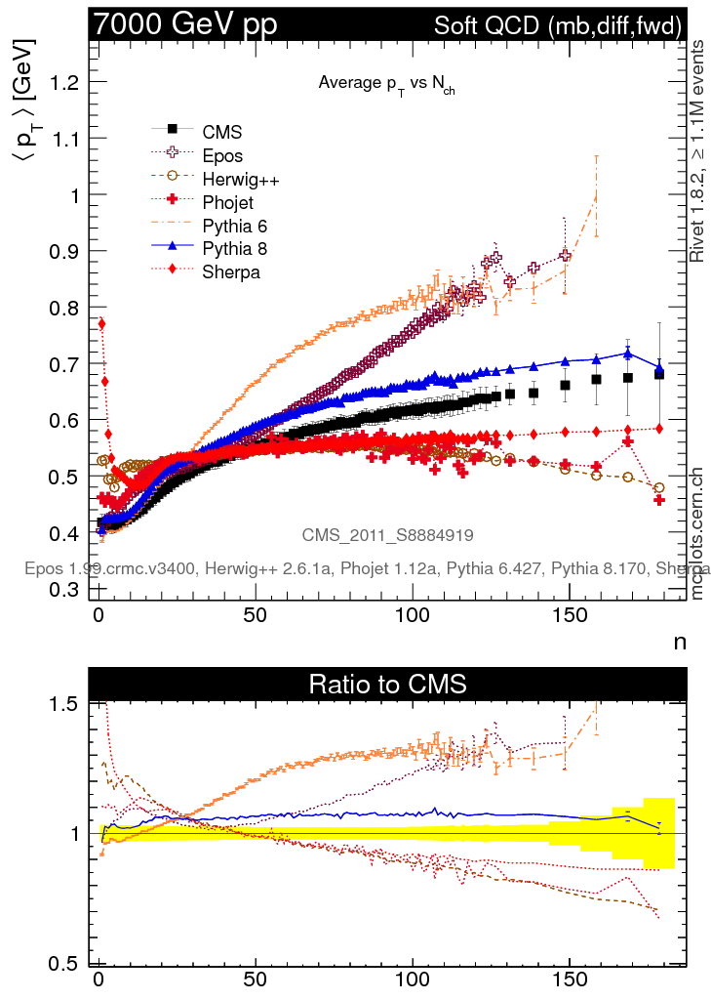 7000 GeV pp
Soft QCD (mb,diff,fwd)
Average pT vs Nch
⟨ pT ⟩ [GeV]
1.2
1.1
1
0.9
0.8
0.7
0.6
0.5
0.4
0.3
CMS
Epos
Herwig++
Phojet
Pythia 6
Pythia 8
Sherpa
CMS_2011_S8884919
Epos 1.99.crmc.v3400, Herwig++ 2.6.1a, Phojet 1.12a, Pythia 6.427, Pythia 8.170, Sherpa
0 50 100 150
n
Rivet 1.8.2, ≥ 1.1M events
mcplots.cern.ch
Ratio to CMS
1.5
1
0.5
0 50 100 150